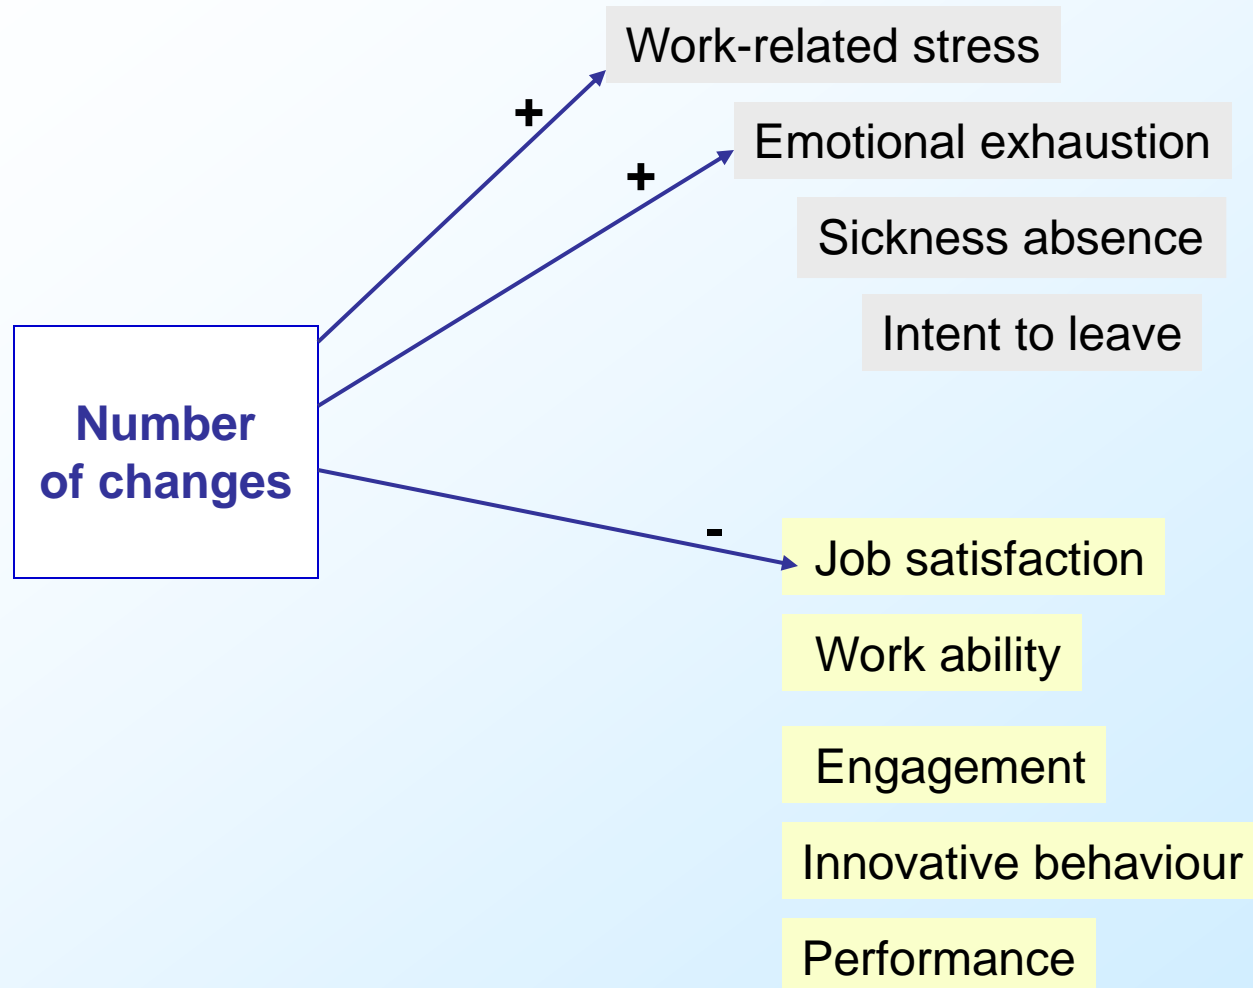 Work-related stress
+
Emotional exhaustion
+
Sickness absence
Intent to leave
Number
of changes
-
Job satisfaction
Work ability
Engagement
Innovative behaviour
Performance